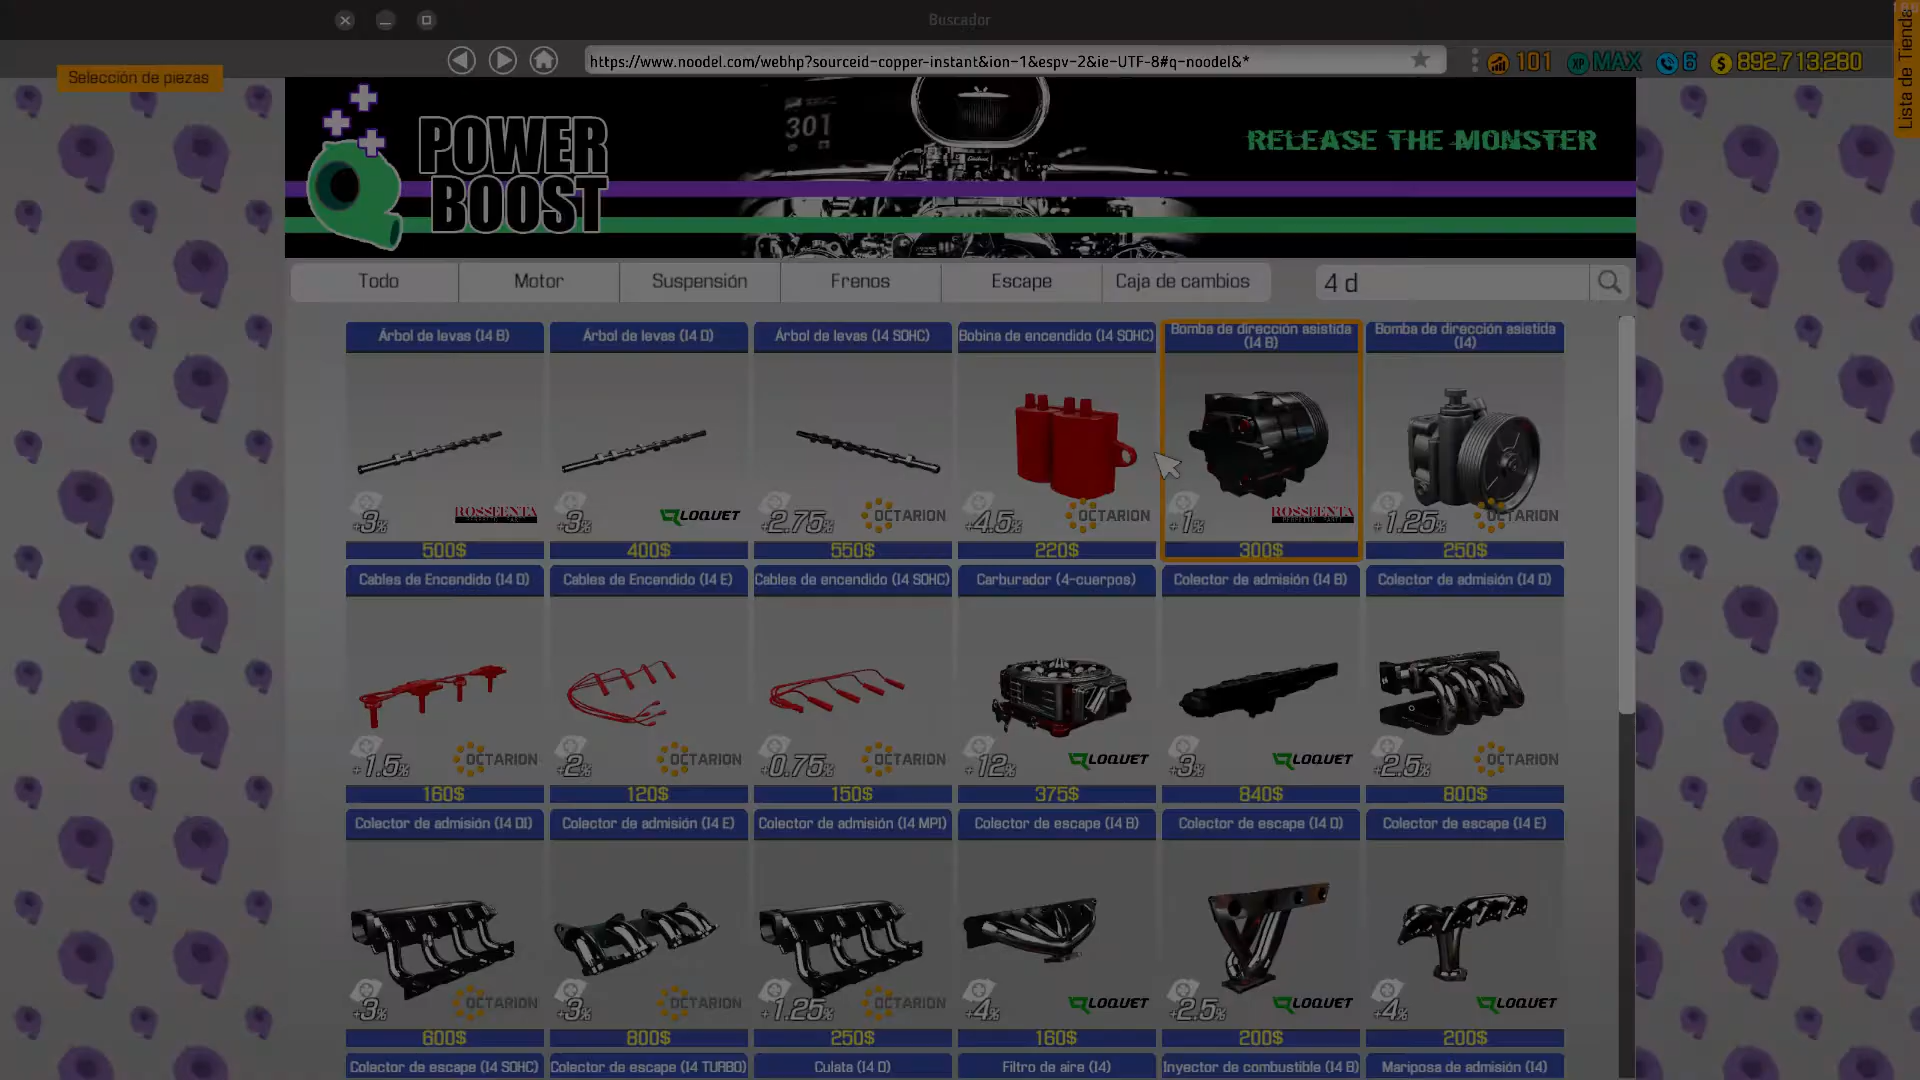 Buscador
Lista de Tienda
https://www.noodel.com/webhp?sourceid-copper-instant&ion-1&espv-2&ie-UTF-8#q-noodel&*
101
XP MAX
6
$ 892,713,280
Selección de piezas
POWER
BOOST
301
RELEASE THE MONSTER
Todo
Motor
Suspensión
Frenos
Escape
Caja de cambios
4 d
Árbol de levas (I4 B)
+3%
ROSSFENTA
500$
Árbol de levas (I4 D)
+3%
QLOQUET
400$
Árbol de levas (I4 SOHC)
+2.75%
OCTARION
550$
Bobina de encendido (I4 SOHC)
+4.5%
OCTARION
220$
Bomba de dirección asistida
(I4 B)
+1%
ROSSFENTA
300$
Bomba de dirección asistida
(I4)
+1.25%
OCTARION
250$
Cables de Encendido (I4 D)
+1.5%
OCTARION
160$
Cables de Encendido (I4 E)
+2%
OCTARION
120$
Cables de encendido (I4 SOHC)
+0.75%
OCTARION
150$
Carburador (4-cuerpos)
+12%
QLOQUET
375$
Colector de admisión (I4 B)
+3%
QLOQUET
840$
Colector de admisión (I4 D)
+2.5%
OCTARION
800$
Colector de admisión (I4 DI)
+3%
OCTARION
600$
Colector de admisión (I4 E)
+3%
OCTARION
800$
Colector de admisión (I4 MPI)
+1.25%
OCTARION
250$
Colector de escape (I4 B)
+4%
QLOQUET
160$
Colector de escape (I4 D)
+2.5%
QLOQUET
200$
Colector de escape (I4 E)
+4%
QLOQUET
200$
Colector de escape (I4 SOHC)
Colector de escape (I4 TURBO)
Culata (I4 D)
Filtro de aire (I4)
Inyector de combustible (I4 B)
Mariposa de admisión (I4)